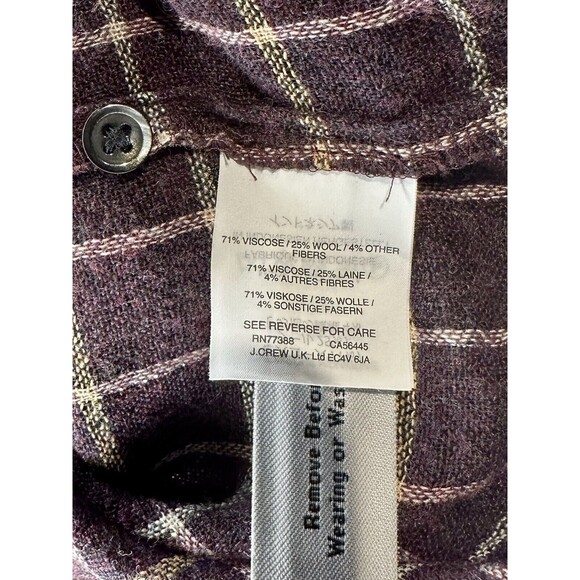 71% VISCOSE / 25% WOOL / 4% OTHER
FIBERS
71% VISCOSE / 25% LAINE /
4% AUTRES FIBRES
71% VISKOSE / 25% WOLLE /
4% SONSTIGE FASERN
SEE REVERSE FOR CARE
RN77388 CA56445
J.CREW U.K. Ltd EC4V 6JA
Remove Befor
Wearing or Was